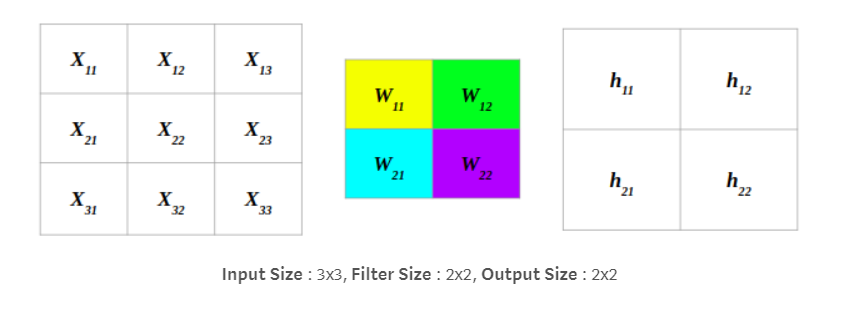 X11 X12 X13
X21 X22 X23
X31 X32 X33
W11 W12
W21 W22
h11 h12
h21 h22
Input Size : 3x3, Filter Size : 2x2, Output Size : 2x2